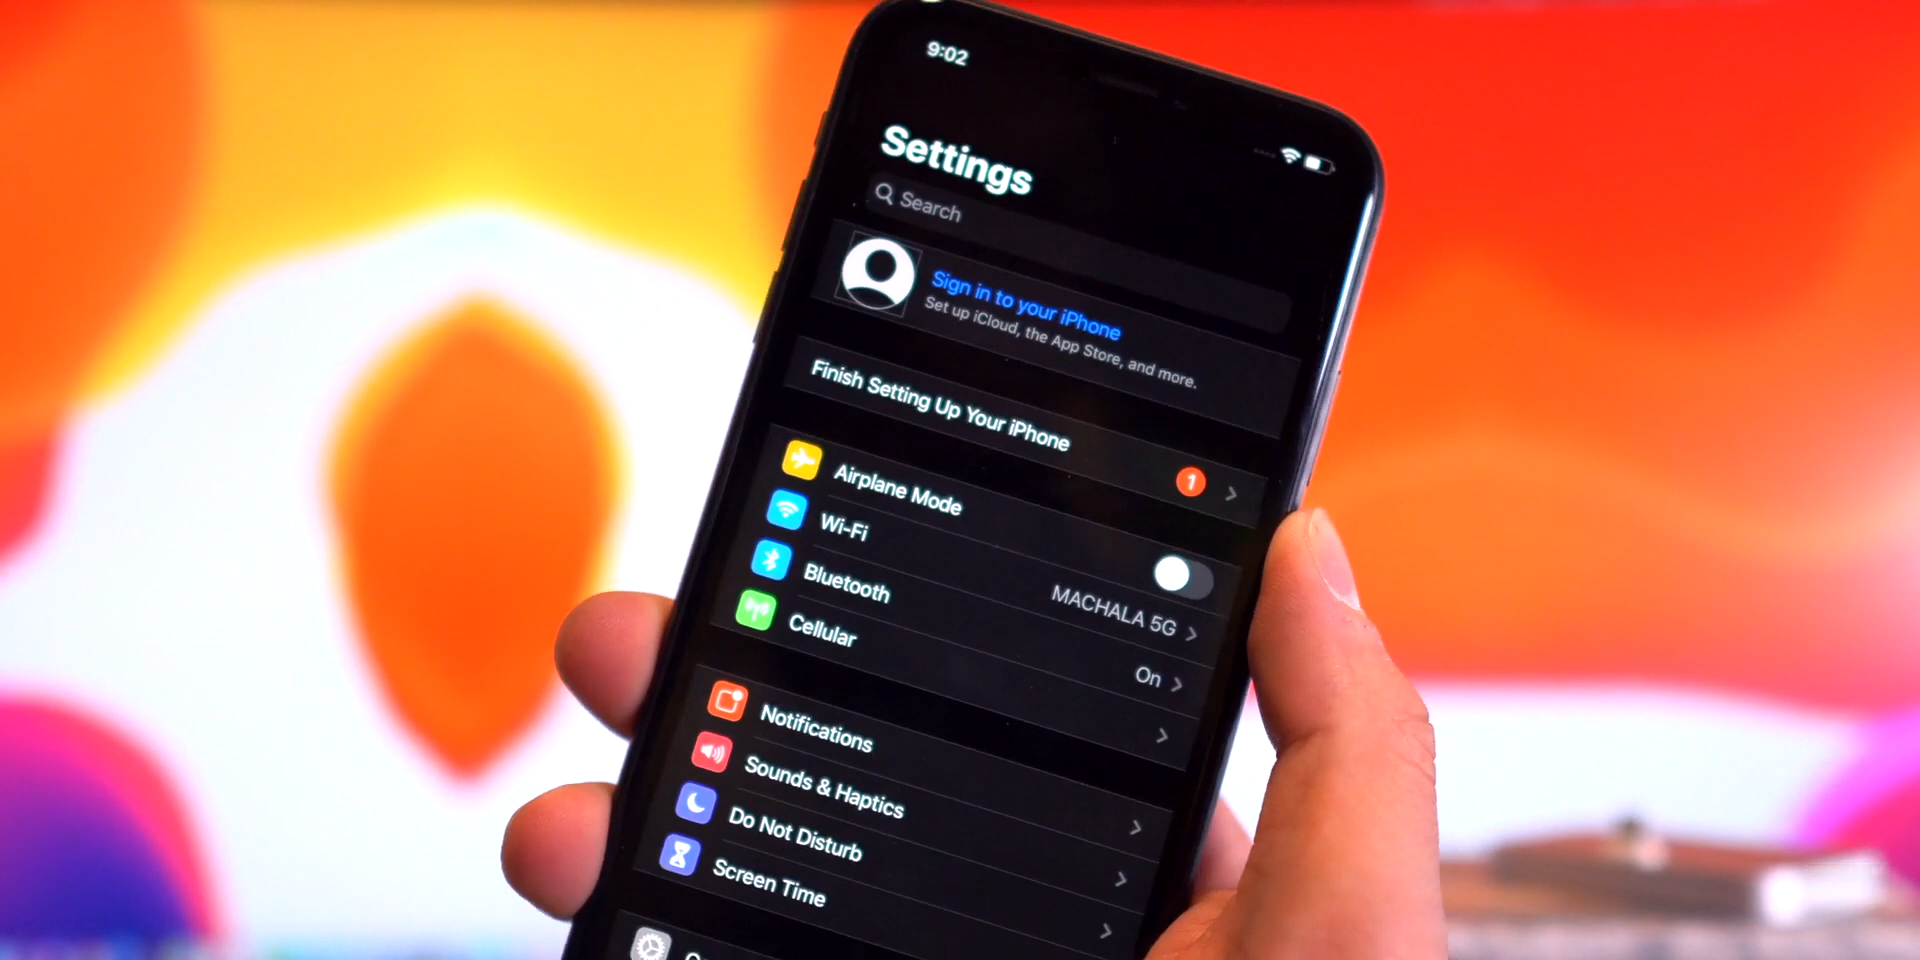 9:02
Settings
Search
Sign in to your iPhone
Set up iCloud, the App Store, and more.
Finish Setting Up Your iPhone 1
Airplane Mode
Wi-Fi MACHALA 5G
Bluetooth On
Cellular
Notifications
Sounds & Haptics
Do Not Disturb
Screen Time